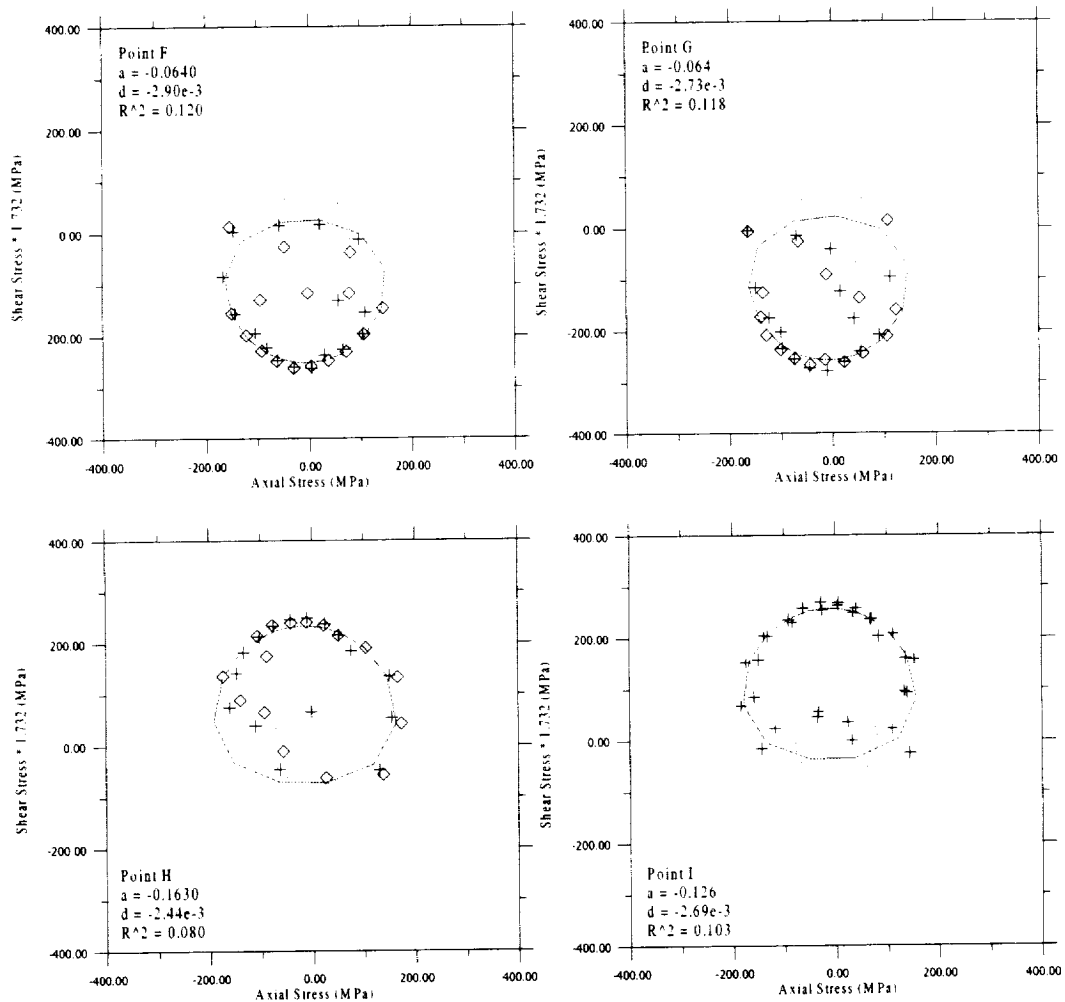 400.00
Point F
a = -0.0640
d = -2.90e-3
R^2 = 0.120
200.00
0.00
-200.00
-400.00
Shear Stress * 1.732 (MPa)
-400.00 -200.00 0.00 200.00 400.00
Axial Stress (MPa)
400.00
Point G
a = -0.064
d = -2.73e-3
R^2 = 0.118
200.00
0.00
-200.00
-400.00
Shear Stress * 1.732 (MPa)
-400.00 -200.00 0.00 200.00 400.00
Axial Stress (MPa)
400.00
200.00
0.00
-200.00
-400.00
Shear Stress * 1.732 (MPa)
Point H
a = -0.1630
d = -2.44e-3
R^2 = 0.080
-400.00 -200.00 0.00 200.00 400.00
Axial Stress (MPa)
400.00
200.00
0.00
-200.00
-400.00
Shear Stress * 1.732 (MPa)
Point I
a = -0.126
d = -2.69e-3
R^2 = 0.103
-400.00 -200.00 0.00 200.00 400.00
Axial Stress (MPa)